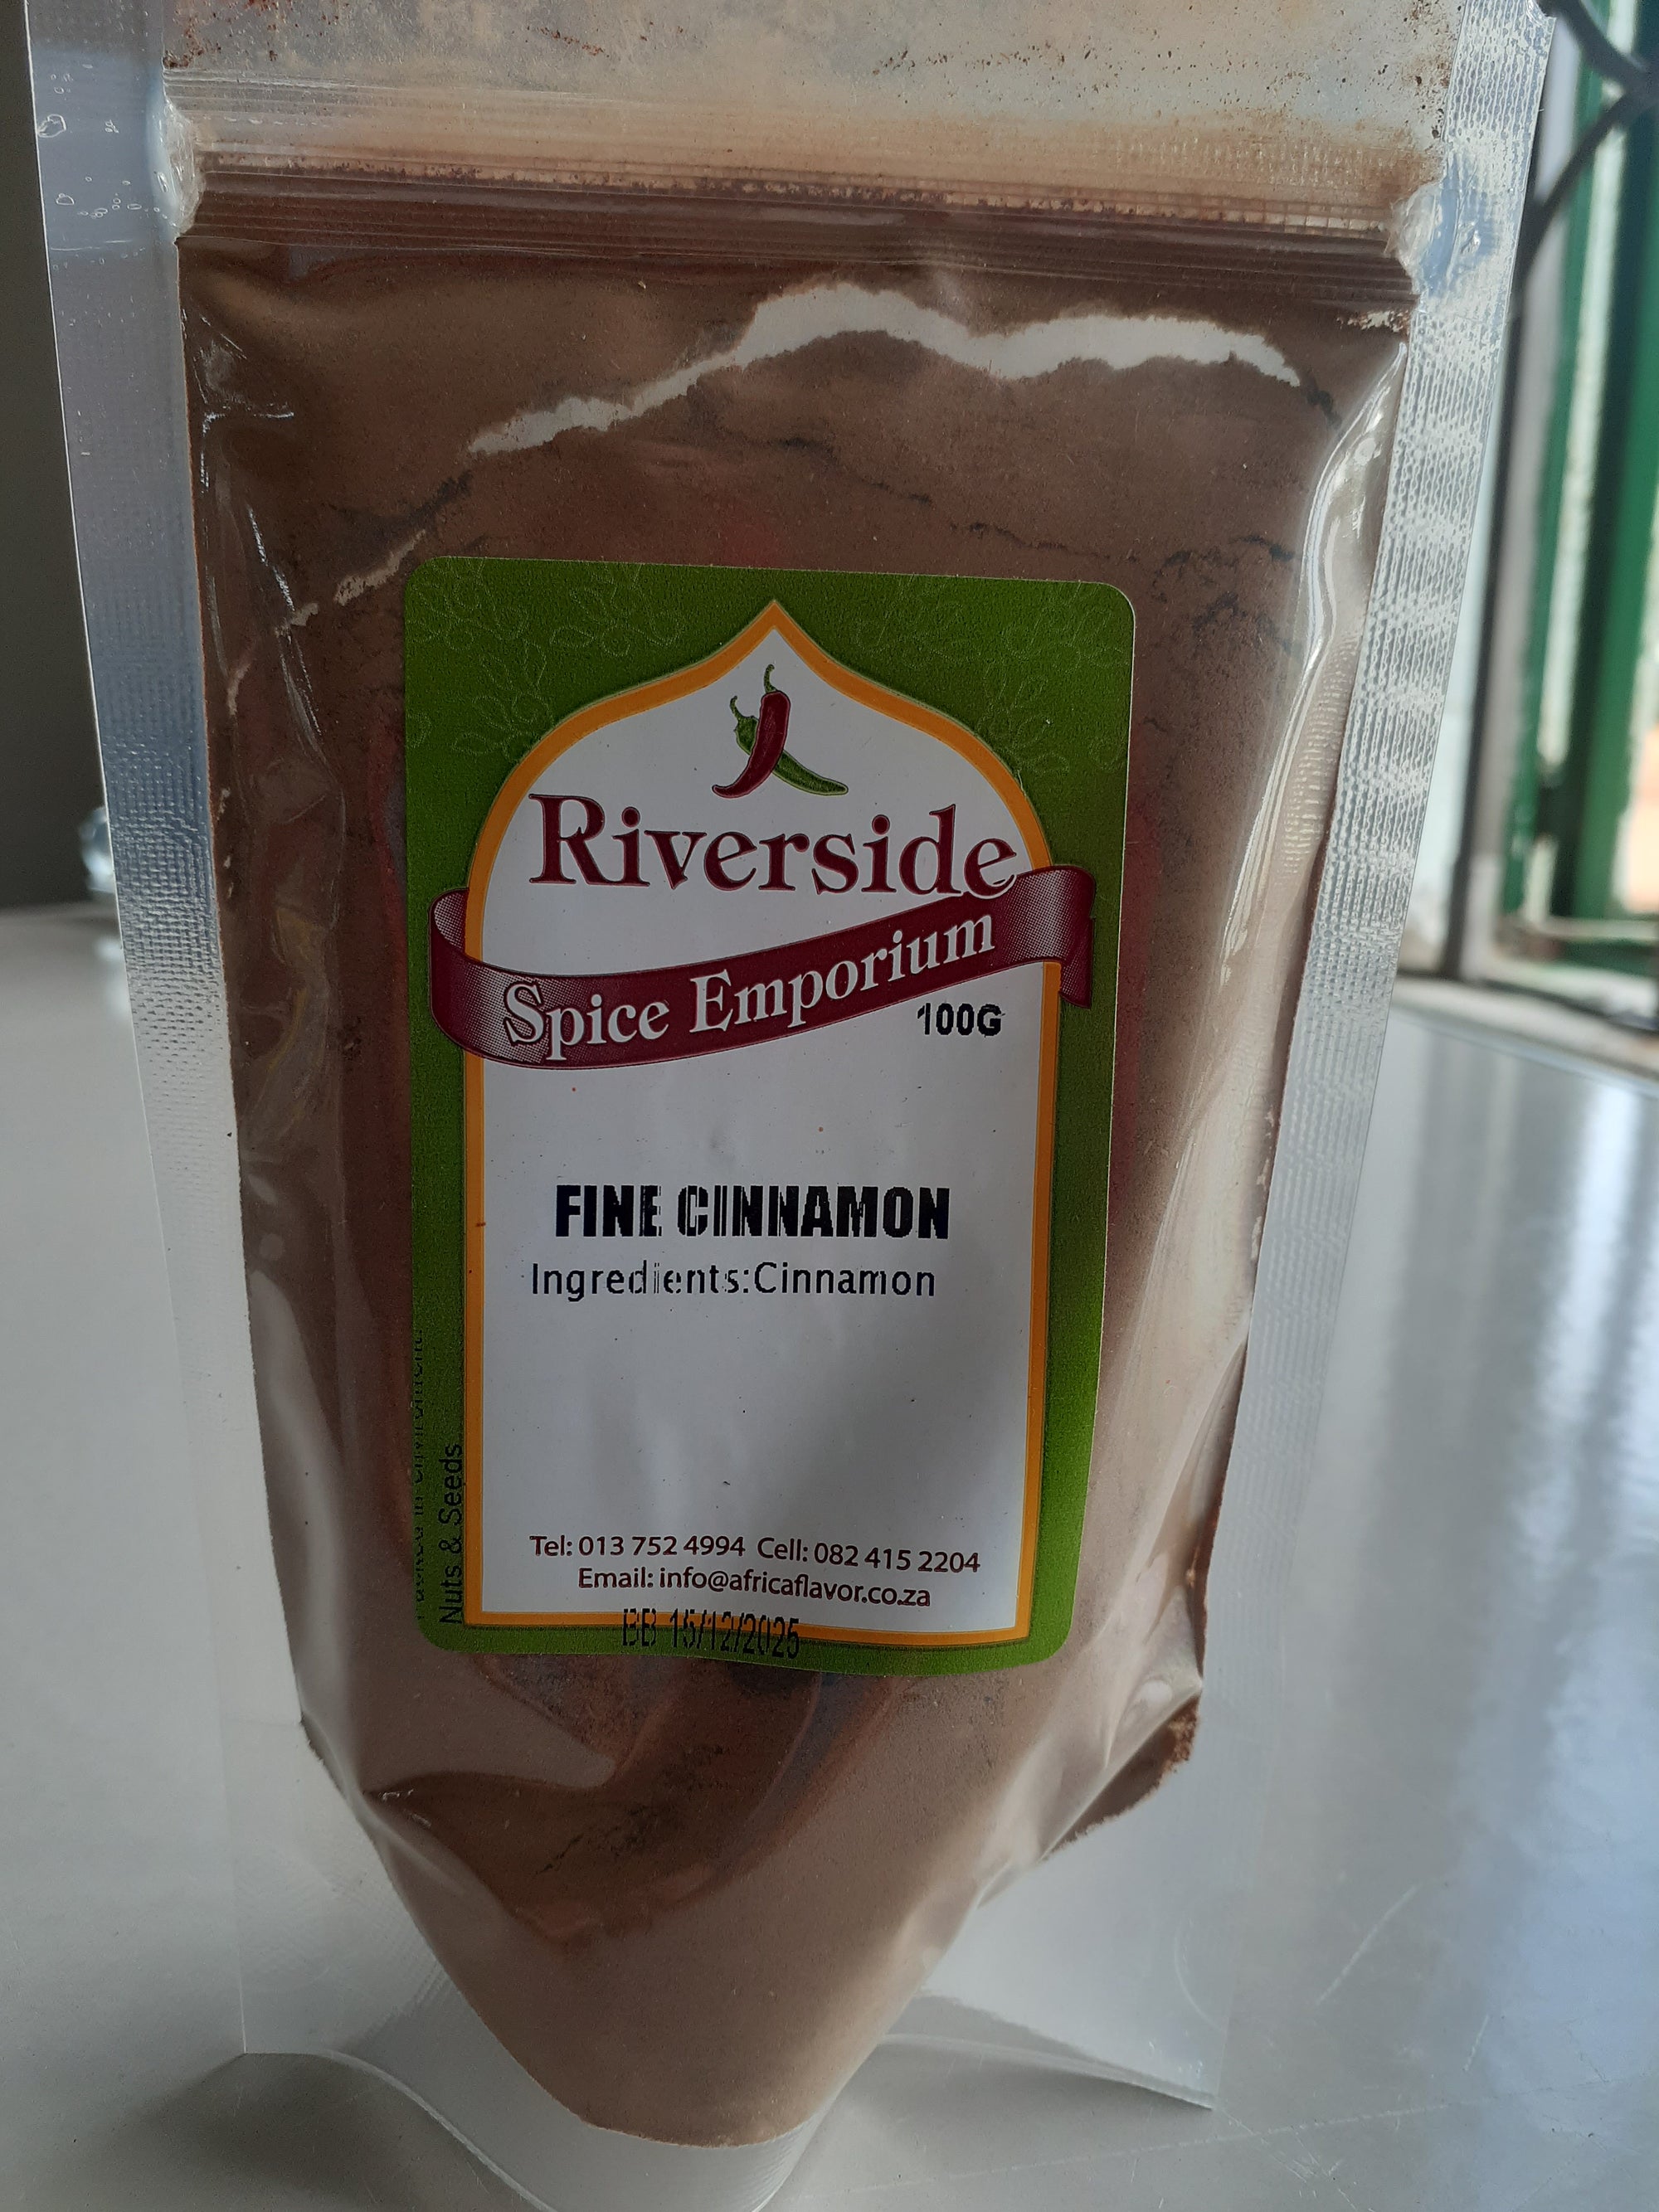 Riverside
Spice Emporium
100G
FINE CINNAMON
Ingredients:Cinnamon
Tel: 013 752 4994 Cell: 082 415 2204
Email: info@africaflavor.co.za
BB 15/12/2025
Nuts & Seeds